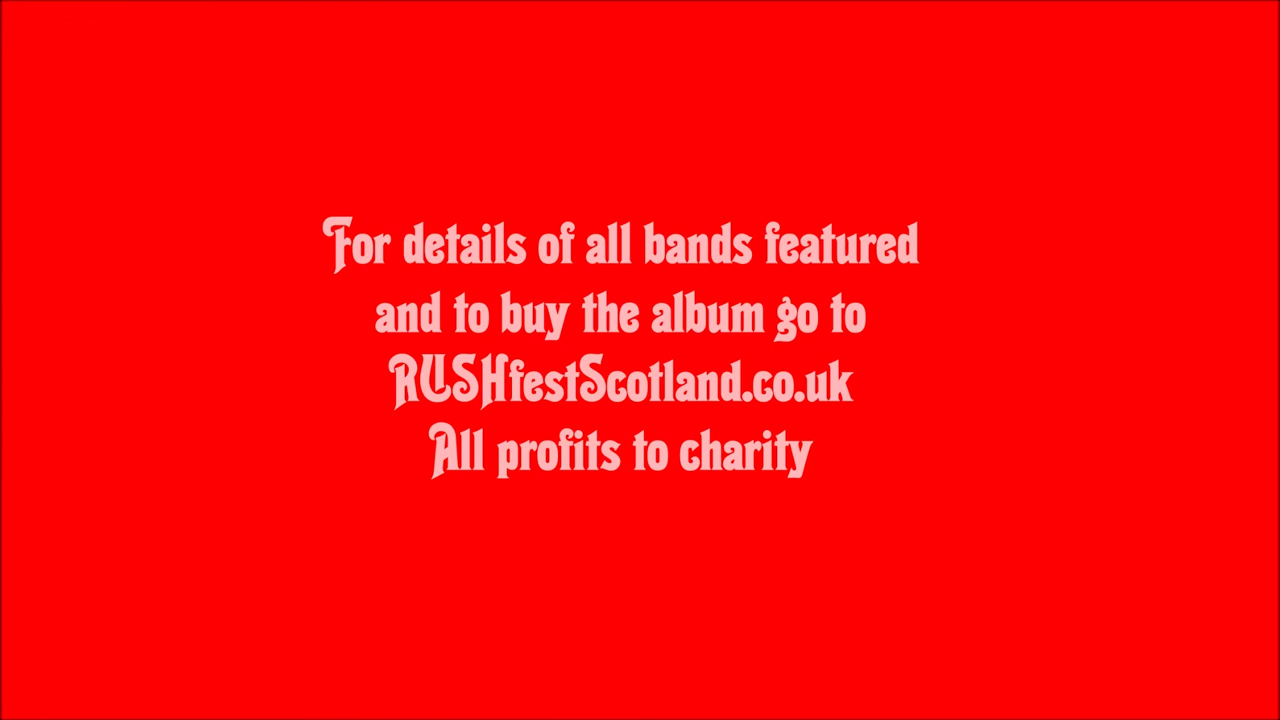 For details of all bands featured
and to buy the album go to
RUSHfestScotland.co.uk
All profits to charity